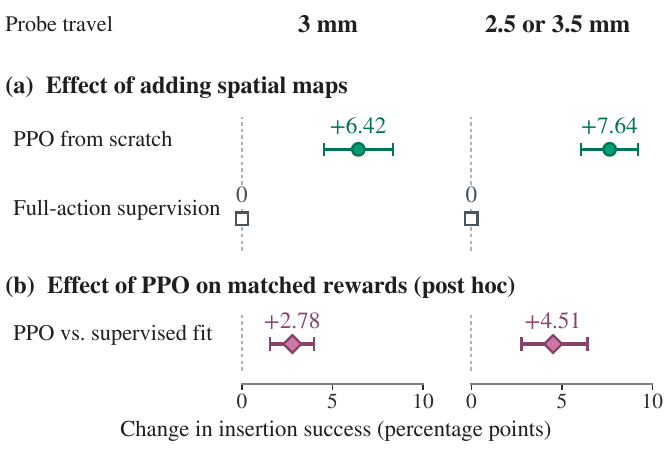 Probe travel 3 mm 2.5 or 3.5 mm
(a) Effect of adding spatial maps
+6.42 +7.64
PPO from scratch
0 0
Full-action supervision
(b) Effect of PPO on matched rewards (post hoc)
+2.78 +4.51
PPO vs. supervised fit
0 5 10 0 5 10
Change in insertion success (percentage points)